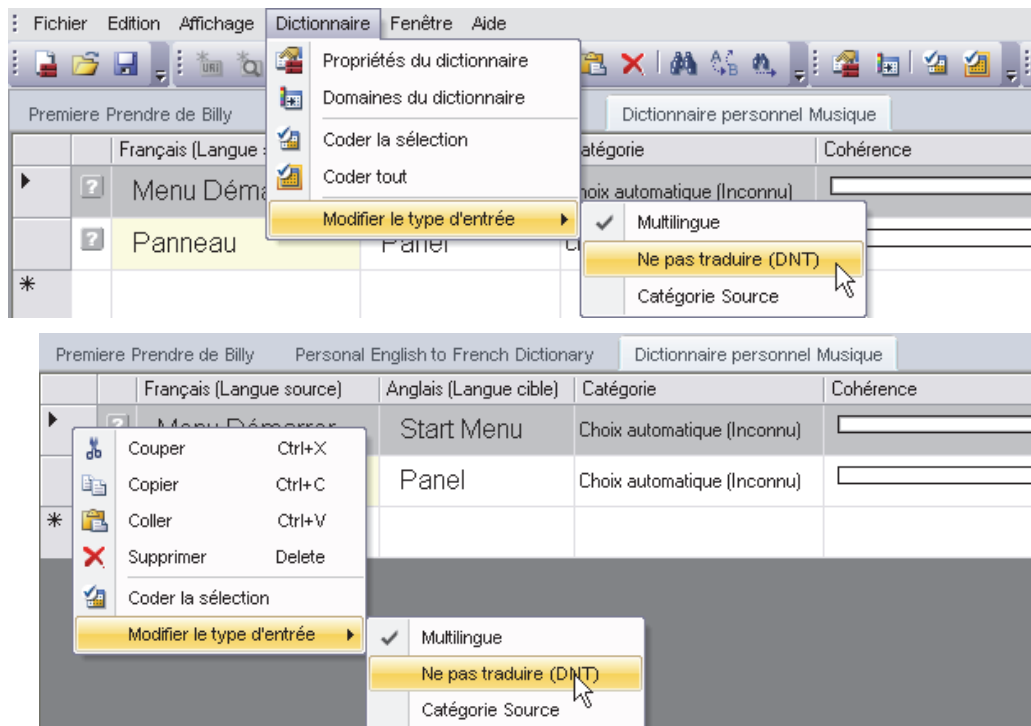 Fichier Edition Affichage Dictionnaire Fenêtre Aide
Propriétés du dictionnaire
Domaines du dictionnaire
Premiere Prendre de Billy Dictionnaire personnel Musique
Coder la sélection
Français (Langue atégorie Cohérence
Coder tout
Menu Déma hoix automatique (Inconnu)
Modifier le type d'entrée Multilingue
Panneau Panel
Ne pas traduire (DNT)
Catégorie Source
Premiere Prendre de Billy Personal English to French Dictionary Dictionnaire personnel Musique
Français (Langue source) Anglais (Langue cible) Catégorie Cohérence
Menu Démarrer Start Menu Choix automatique (Inconnu)
Couper Ctrl+X
Copier Ctrl+C Panel Choix automatique (Inconnu)
Coller Ctrl+V
Supprimer Delete
Coder la sélection
Modifier le type d'entrée Multilingue
Ne pas traduire (DNT)
Catégorie Source